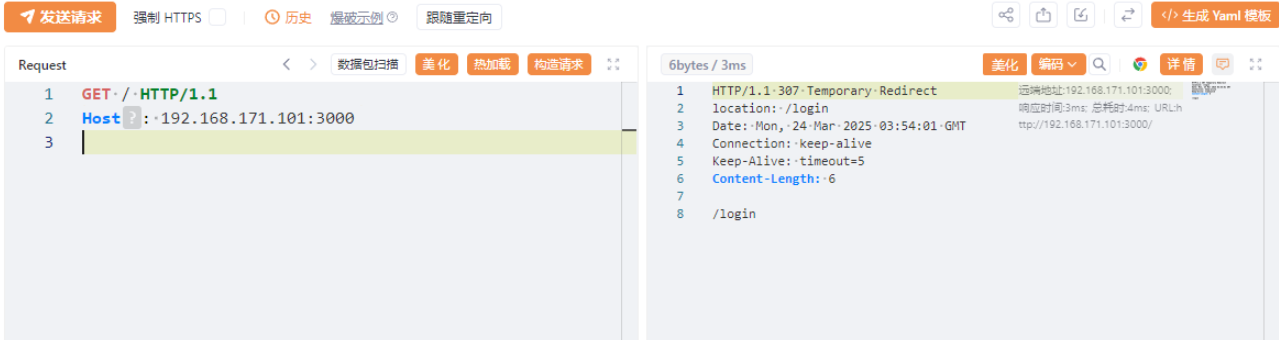 发送请求 强制 HTTPS 历史 爆破示例 跟随重定向 </> 生成 Yaml 模板
Request 数据包扫描 美化 热加载 构造请求 6bytes / 3ms 美化 编码 详情
1 GET / HTTP/1.1
2 Host ? : 192.168.171.101:3000
3
1 HTTP/1.1 307 Temporary Redirect
2 location: /login
3 Date: Mon, 24 Mar 2025 03:54:01 GMT
4 Connection: keep-alive
5 Keep-Alive: timeout=5
6 Content-Length: 6
7
8 /login
远端地址:192.168.171.101:3000;
响应时间:3ms; 总耗时:4ms; URL:h
ttp://192.168.171.101:3000/